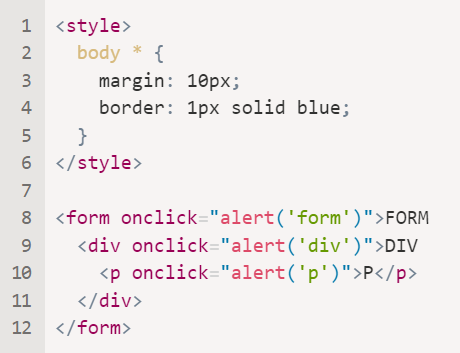 1 <style>
2   body * {
3     margin: 10px;
4     border: 1px solid blue;
5   }
6 </style>
7
8 <form onclick="alert('form')">FORM
9   <div onclick="alert('div')">DIV
10     <p onclick="alert('p')">P</p>
11   </div>
12 </form>